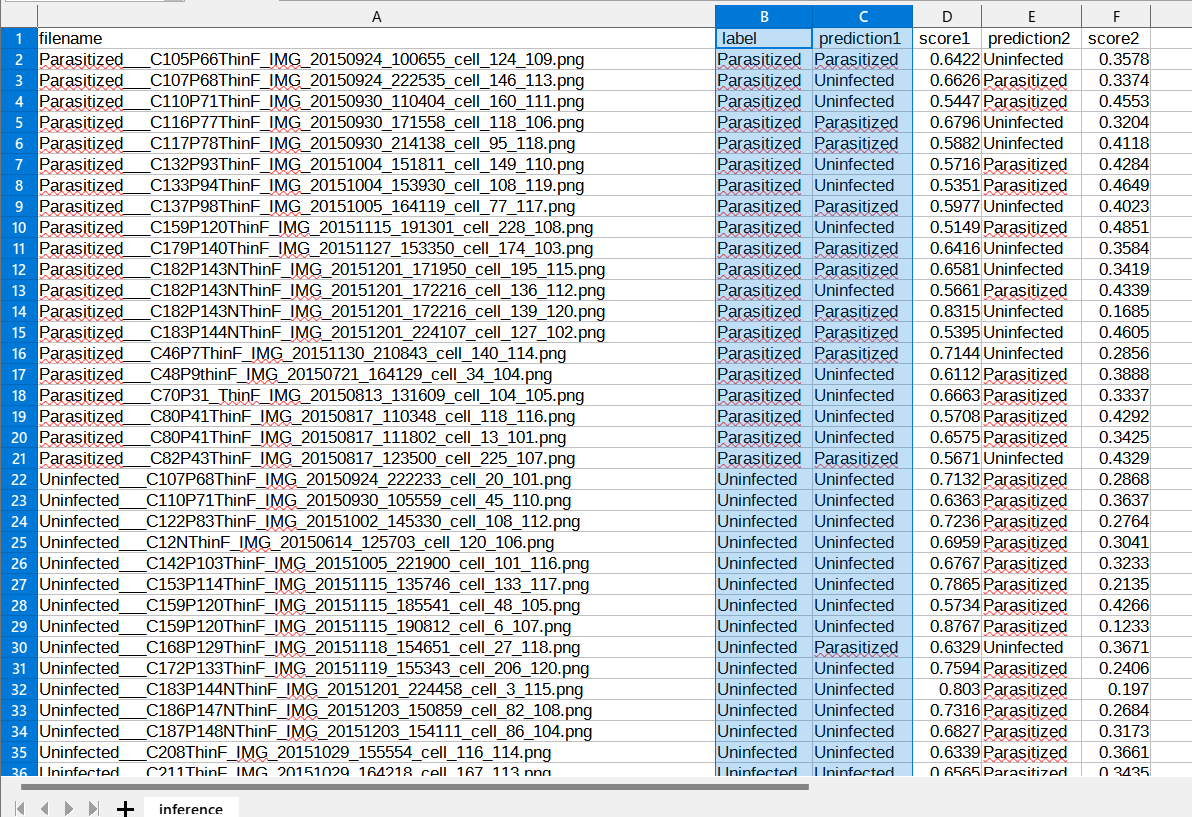 A B C D E F
1 filename label prediction1 score1 prediction2 score2
2 Parasitized___C105P66ThinF_IMG_20150924_100655_cell_124_109.png Parasitized Parasitized 0.6422 Uninfected 0.3578
3 Parasitized___C107P68ThinF_IMG_20150924_222535_cell_146_113.png Parasitized Uninfected 0.6626 Parasitized 0.3374
4 Parasitized___C110P71ThinF_IMG_20150930_110404_cell_160_111.png Parasitized Uninfected 0.5447 Parasitized 0.4553
5 Parasitized___C116P77ThinF_IMG_20150930_171558_cell_118_106.png Parasitized Parasitized 0.6796 Uninfected 0.3204
6 Parasitized___C117P78ThinF_IMG_20150930_214138_cell_95_118.png Parasitized Parasitized 0.5882 Uninfected 0.4118
7 Parasitized___C132P93ThinF_IMG_20151004_151811_cell_149_110.png Parasitized Uninfected 0.5716 Parasitized 0.4284
8 Parasitized___C133P94ThinF_IMG_20151004_153930_cell_108_119.png Parasitized Uninfected 0.5351 Parasitized 0.4649
9 Parasitized___C137P98ThinF_IMG_20151005_164119_cell_77_117.png Parasitized Parasitized 0.5977 Uninfected 0.4023
10 Parasitized___C159P120ThinF_IMG_20151115_191301_cell_228_108.png Parasitized Uninfected 0.5149 Parasitized 0.4851
11 Parasitized___C179P140ThinF_IMG_20151127_153350_cell_174_103.png Parasitized Parasitized 0.6416 Uninfected 0.3584
12 Parasitized___C182P143NThinF_IMG_20151201_171950_cell_195_115.png Parasitized Parasitized 0.6581 Uninfected 0.3419
13 Parasitized___C182P143NThinF_IMG_20151201_172216_cell_136_112.png Parasitized Uninfected 0.5661 Parasitized 0.4339
14 Parasitized___C182P143NThinF_IMG_20151201_172216_cell_139_120.png Parasitized Parasitized 0.8315 Uninfected 0.1685
15 Parasitized___C183P144NThinF_IMG_20151201_224107_cell_127_102.png Parasitized Parasitized 0.5395 Uninfected 0.4605
16 Parasitized___C46P7ThinF_IMG_20151130_210843_cell_140_114.png Parasitized Parasitized 0.7144 Uninfected 0.2856
17 Parasitized___C48P9thinF_IMG_20150721_164129_cell_34_104.png Parasitized Uninfected 0.6112 Parasitized 0.3888
18 Parasitized___C70P31_ThinF_IMG_20150813_131609_cell_104_105.png Parasitized Uninfected 0.6663 Parasitized 0.3337
19 Parasitized___C80P41ThinF_IMG_20150817_110348_cell_118_116.png Parasitized Uninfected 0.5708 Parasitized 0.4292
20 Parasitized___C80P41ThinF_IMG_20150817_111802_cell_13_101.png Parasitized Uninfected 0.6575 Parasitized 0.3425
21 Parasitized___C82P43ThinF_IMG_20150817_123500_cell_225_107.png Parasitized Parasitized 0.5671 Uninfected 0.4329
22 Uninfected___C107P68ThinF_IMG_20150924_222233_cell_20_101.png Uninfected Uninfected 0.7132 Parasitized 0.2868
23 Uninfected___C110P71ThinF_IMG_20150930_105559_cell_45_110.png Uninfected Uninfected 0.6363 Parasitized 0.3637
24 Uninfected___C122P83ThinF_IMG_20151002_145330_cell_108_112.png Uninfected Uninfected 0.7236 Parasitized 0.2764
25 Uninfected___C12NThinF_IMG_20150614_125703_cell_120_106.png Uninfected Uninfected 0.6959 Parasitized 0.3041
26 Uninfected___C142P103ThinF_IMG_20151005_221900_cell_101_116.png Uninfected Uninfected 0.6767 Parasitized 0.3233
27 Uninfected___C153P114ThinF_IMG_20151115_135746_cell_133_117.png Uninfected Uninfected 0.7865 Parasitized 0.2135
28 Uninfected___C159P120ThinF_IMG_20151115_185541_cell_48_105.png Uninfected Uninfected 0.5734 Parasitized 0.4266
29 Uninfected___C159P120ThinF_IMG_20151115_190812_cell_6_107.png Uninfected Uninfected 0.8767 Parasitized 0.1233
30 Uninfected___C168P129ThinF_IMG_20151118_154651_cell_27_118.png Uninfected Parasitized 0.6329 Uninfected 0.3671
31 Uninfected___C172P133ThinF_IMG_20151119_155343_cell_206_120.png Uninfected Uninfected 0.7594 Parasitized 0.2406
32 Uninfected___C183P144NThinF_IMG_20151201_224458_cell_3_115.png Uninfected Uninfected 0.803 Parasitized 0.197
33 Uninfected___C186P147NThinF_IMG_20151203_150859_cell_82_108.png Uninfected Uninfected 0.7316 Parasitized 0.2684
34 Uninfected___C187P148NThinF_IMG_20151203_154111_cell_86_104.png Uninfected Uninfected 0.6827 Parasitized 0.3173
35 Uninfected___C208ThinF_IMG_20151029_155554_cell_116_114.png Uninfected Uninfected 0.6339 Parasitized 0.3661
36 Uninfected___C211ThinF_IMG_20151029_164218_cell_167_113.png Uninfected Uninfected 0.6565 Parasitized 0.3435
inference